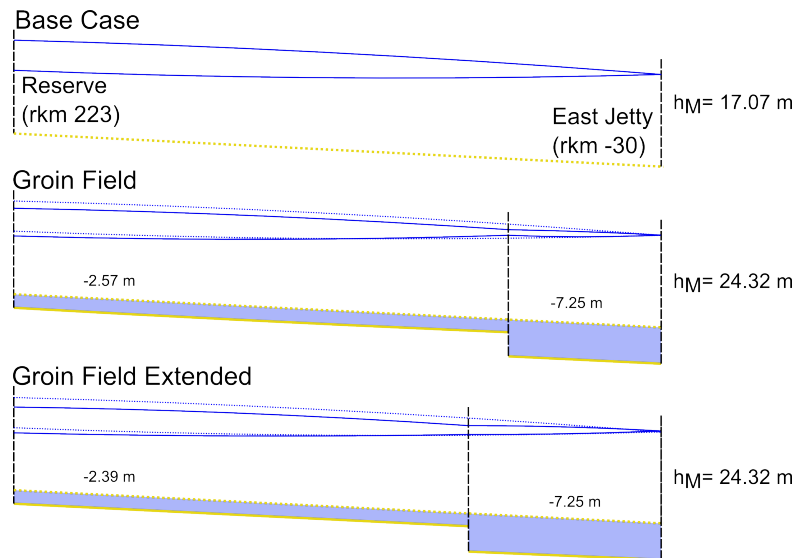 Base Case
Reserve
(rkm 223)
East Jetty
(rkm -30)
hM= 17.07 m
Groin Field
-2.57 m
-7.25 m
hM= 24.32 m
Groin Field Extended
-2.39 m
-7.25 m
hM= 24.32 m